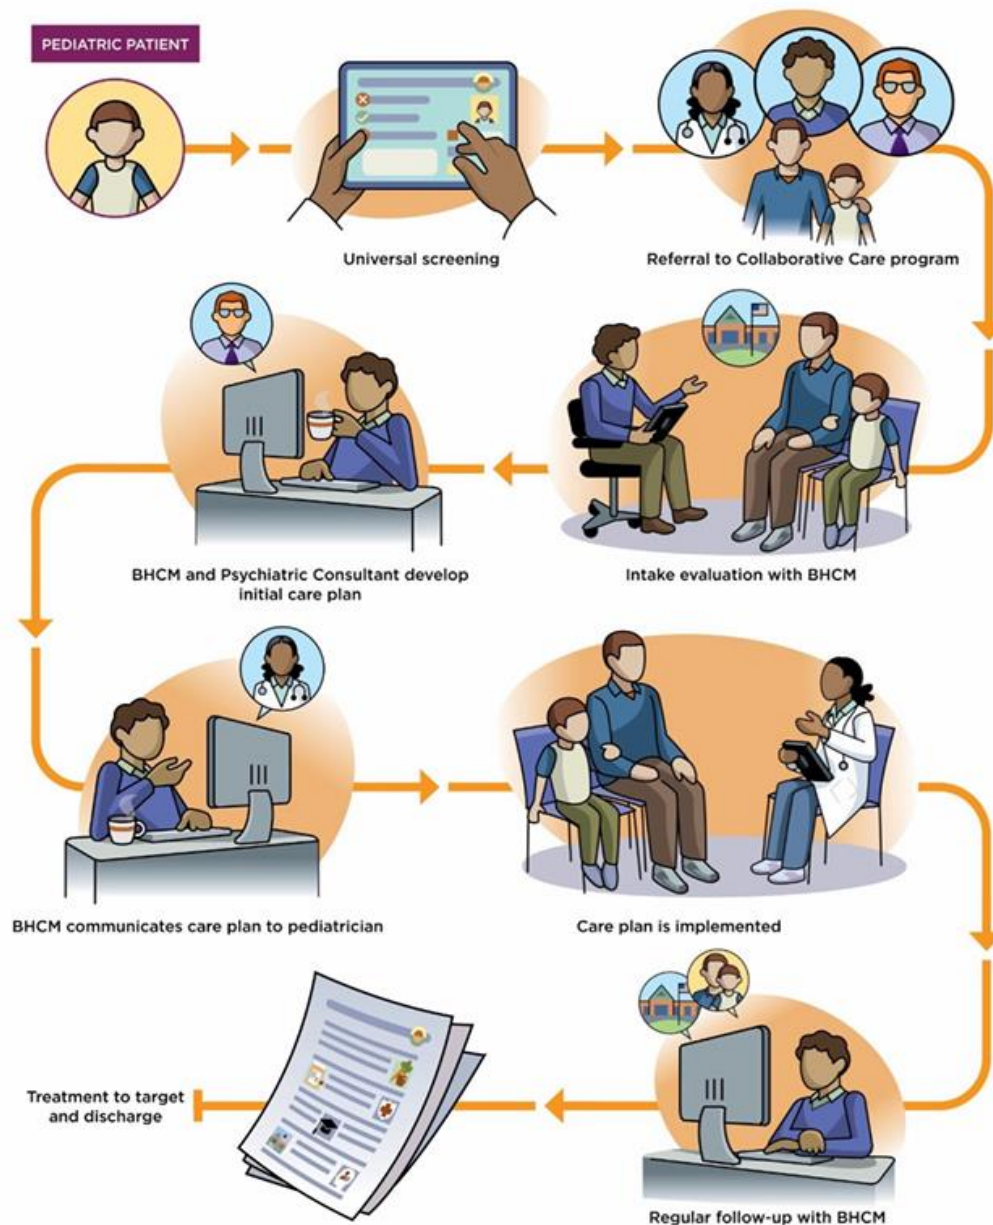 PEDIATRIC PATIENT
Universal screening
Referral to Collaborative Care program
Intake evaluation with BHCM
BHCM and Psychiatric Consultant develop
initial care plan
BHCM communicates care plan to pediatrician
Care plan is implemented
Regular follow-up with BHCM
Treatment to target
and discharge